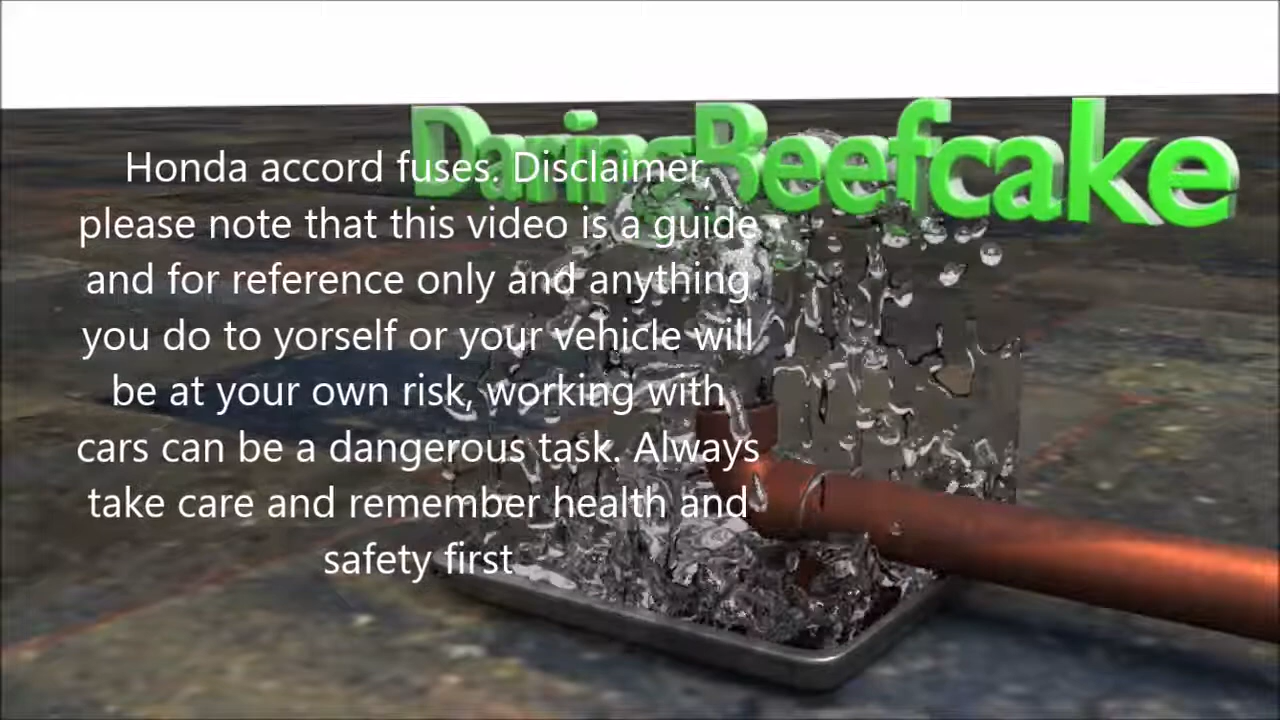 DaringBeefcake
Honda accord fuses. Disclaimer,
please note that this video is a guide
and for reference only and anything
you do to yorself or your vehicle will
be at your own risk, working with
cars can be a dangerous task. Always
take care and remember health and
safety first